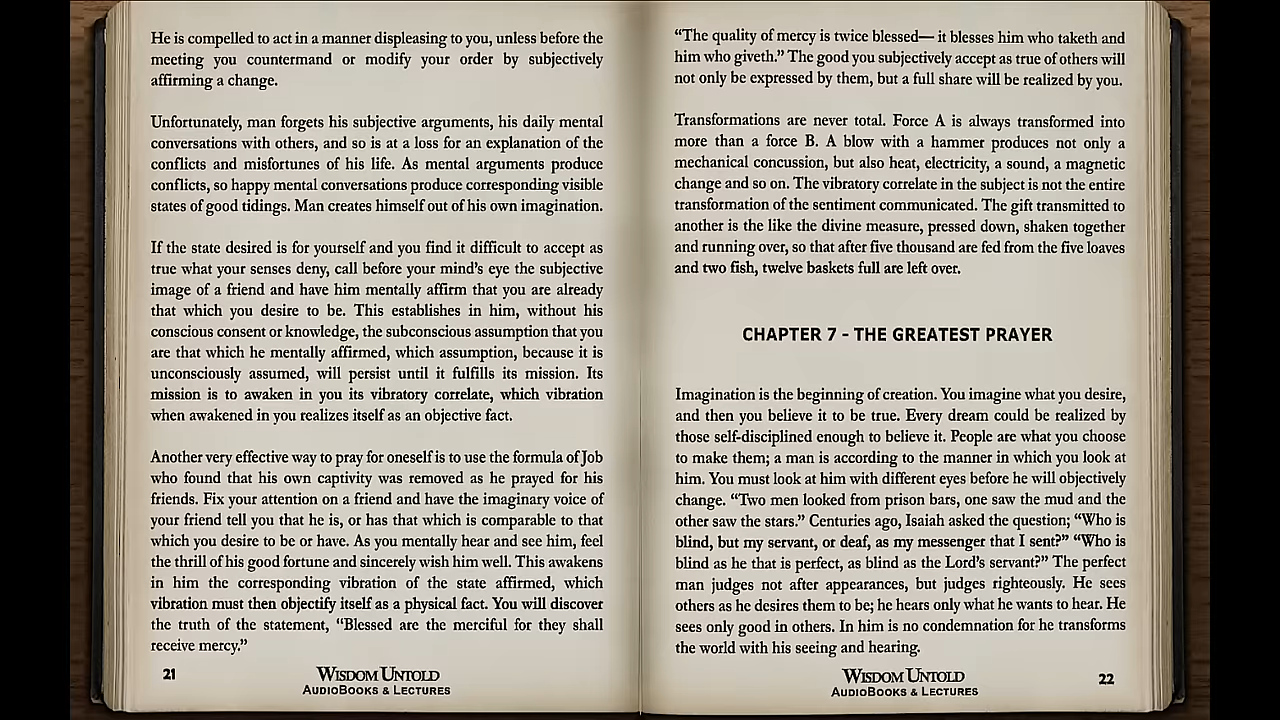 He is compelled to act in a manner displeasing to you, unless before the
meeting you countermand or modify your order by subjectively
affirming a change.
Unfortunately, man forgets his subjective arguments, his daily mental
conversations with others, and so is at a loss for an explanation of the
conflicts and misfortunes of his life. As mental arguments produce
conflicts, so happy mental conversations produce corresponding visible
states of good tidings. Man creates himself out of his own imagination.
If the state desired is for yourself and you find it difficult to accept as
true what your senses deny, call before your mind’s eye the subjective
image of a friend and have him mentally affirm that you are already
that which you desire to be. This establishes in him, without his
conscious consent or knowledge, the subconscious assumption that you
are that which he mentally affirmed, which assumption, because it is
unconsciously assumed, will persist until it fulfills its mission. Its
mission is to awaken in you its vibratory correlate, which vibration
when awakened in you realizes itself as an objective fact.
Another very effective way to pray for oneself is to use the formula of Job
who found that his own captivity was removed as he prayed for his
friends. Fix your attention on a friend and have the imaginary voice of
your friend tell you that he is, or has that which is comparable to that
which you desire to be or have. As you mentally hear and see him, feel
the thrill of his good fortune and sincerely wish him well. This awakens
in him the corresponding vibration of the state affirmed, which
vibration must then objectify itself as a physical fact. You will discover
the truth of the statement, “Blessed are the merciful for they shall
receive mercy.”
21
WISDOM UNTOLD
AUDIOBOOKS & LECTURES
“The quality of mercy is twice blessed— it blesses him who taketh and
him who giveth.” The good you subjectively accept as true of others will
not only be expressed by them, but a full share will be realized by you.
Transformations are never total. Force A is always transformed into
more than a force B. A blow with a hammer produces not only a
mechanical concussion, but also heat, electricity, a sound, a magnetic
change and so on. The vibratory correlate in the subject is not the entire
transformation of the sentiment communicated. The gift transmitted to
another is the like the divine measure, pressed down, shaken together
and running over, so that after five thousand are fed from the five loaves
and two fish, twelve baskets full are left over.
CHAPTER 7 - THE GREATEST PRAYER
Imagination is the beginning of creation. You imagine what you desire,
and then you believe it to be true. Every dream could be realized by
those self-disciplined enough to believe it. People are what you choose
to make them; a man is according to the manner in which you look at
him. You must look at him with different eyes before he will objectively
change. “Two men looked from prison bars, one saw the mud and the
other saw the stars.” Centuries ago, Isaiah asked the question; “Who is
blind, but my servant, or deaf, as my messenger that I sent?” “Who is
blind as he that is perfect, as blind as the Lord’s servant?” The perfect
man judges not after appearances, but judges righteously. He sees
others as he desires them to be; he hears only what he wants to hear. He
sees only good in others. In him is no condemnation for he transforms
the world with his seeing and hearing.
WISDOM UNTOLD
AUDIOBOOKS & LECTURES
22